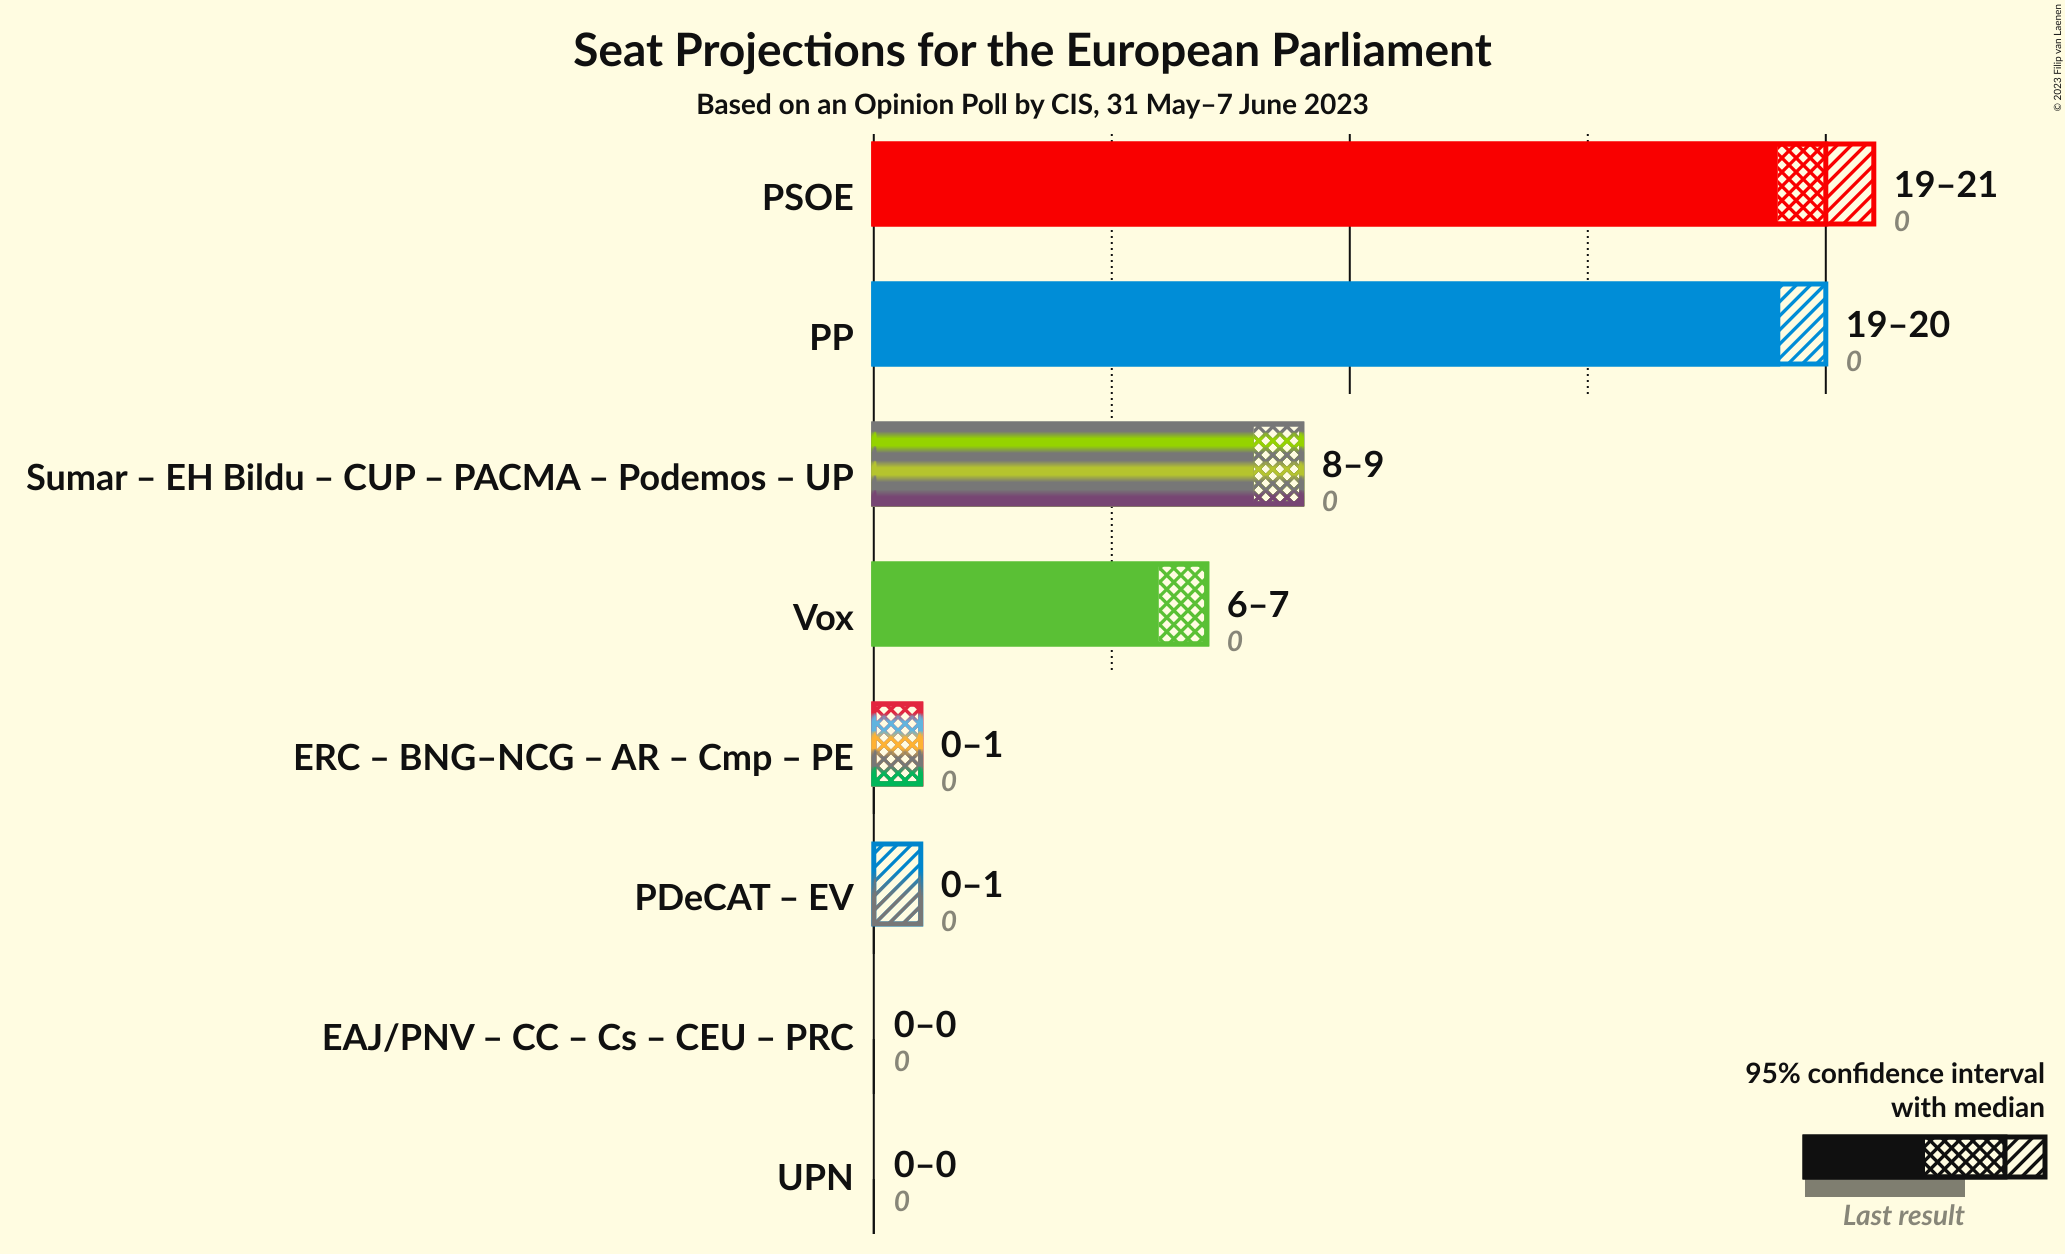 Seat Projections for the European Parliament
Based on an Opinion Poll by CIS, 31 May–7 June 2023
© 2023 Filip van Laenen
PSOE
19–21
0
PP
19–20
0
Sumar – EH Bildu – CUP – PACMA – Podemos – UP
8–9
0
Vox
6–7
0
ERC – BNG–NCG – AR – Cmp – PE
0–1
0
PDeCAT – EV
0–1
0
EAJ/PNV – CC – Cs – CEU – PRC
0–0
0
UPN
0–0
0
95% confidence interval
with median
Last result